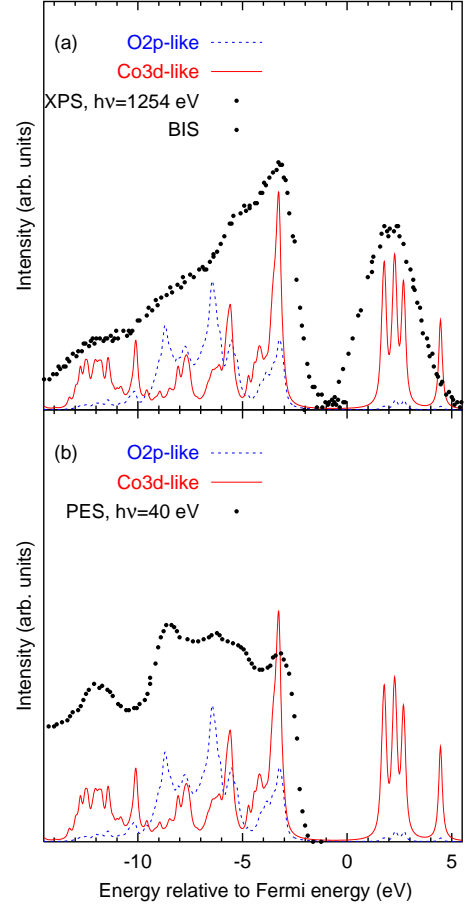 (a)
O2p-like
Co3d-like
XPS, hν=1254 eV
BIS
Intensity (arb. units)
(b)
O2p-like
Co3d-like
PES, hν=40 eV
Intensity (arb. units)
-10 -5 0 5
Energy relative to Fermi energy (eV)